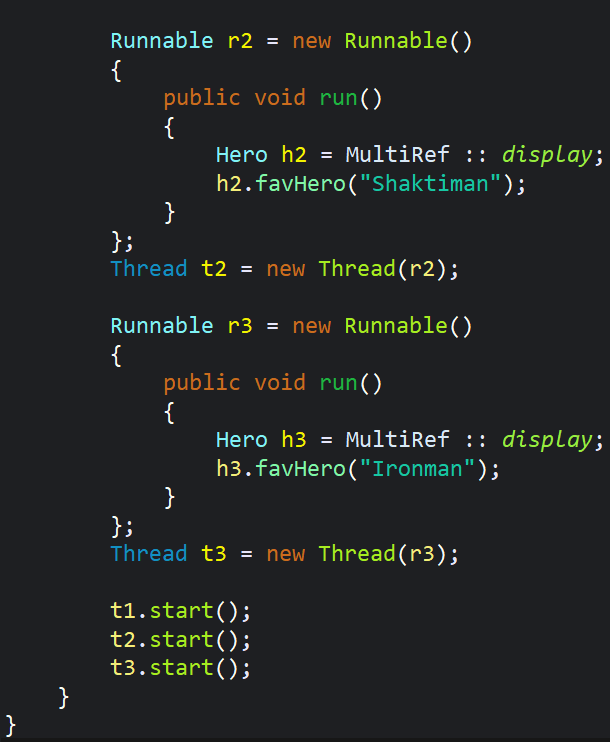 Runnable r2 = new Runnable()
{
public void run()
{
Hero h2 = MultiRef :: display;
h2.favHero("Shaktiman");
}
};
Thread t2 = new Thread(r2);
Runnable r3 = new Runnable()
{
public void run()
{
Hero h3 = MultiRef :: display;
h3.favHero("Ironman");
}
};
Thread t3 = new Thread(r3);
t1.start();
t2.start();
t3.start();
}
}